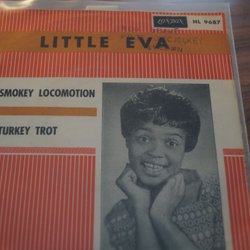 LONDON
HL 9687
LITTLE EVA
SMOKEY LOCOMOTION
TURKEY TROT